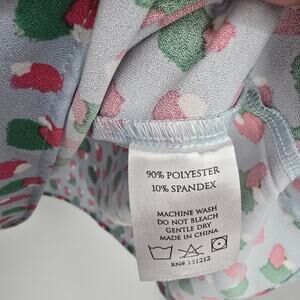 90% POLYESTER
10% SPANDEX
MACHINE WASH
DO NOT BLEACH
GENTLE DRY
MADE IN CHINA
RN# 151212